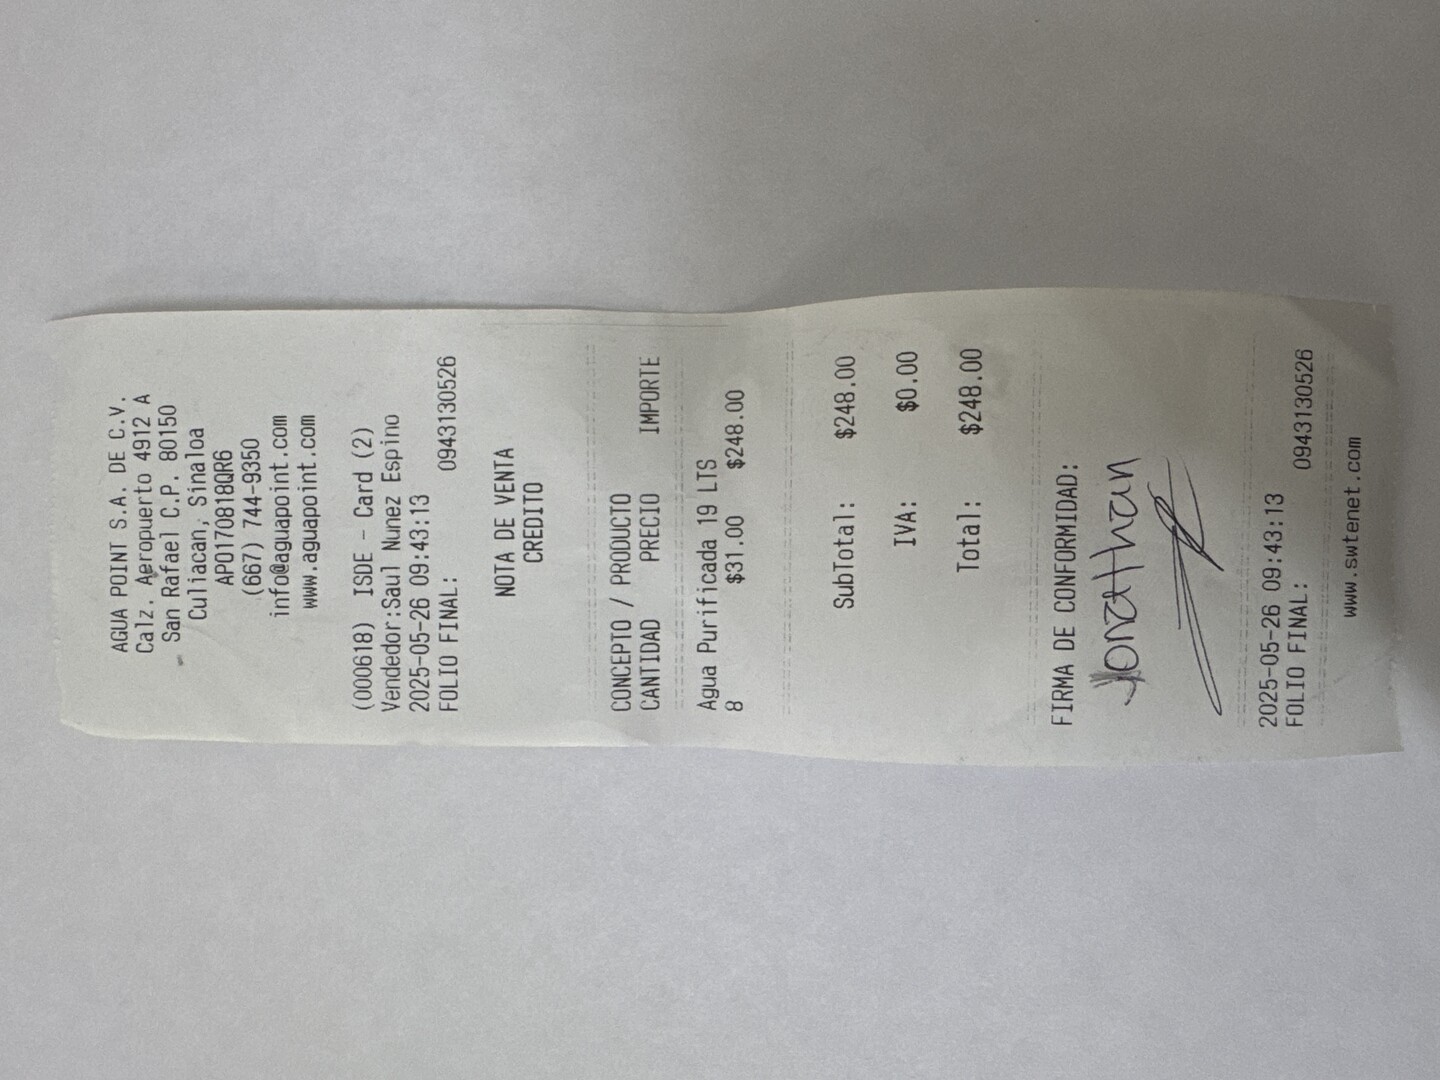 AGUA POINT S.A. DE C.V.
Calz. Aeropuerto 4912 A
San Rafael C.P. 80150
Culiacan, Sinaloa
APO170818QR6
(667) 744-9350
info@aguapoint.com
www.aguapoint.com
(000618) ISDE - Card (2)
Vendedor:Saul Nunez Espino
2025-05-26 09:43:13
FOLIO FINAL: 0943130526
NOTA DE VENTA
CREDITO
CONCEPTO / PRODUCTO
CANTIDAD PRECIO IMPORTE
Agua Purificada 19 LTS
8 $31.00 $248.00
SubTotal: $248.00
IVA: $0.00
Total: $248.00
FIRMA DE CONFORMIDAD:
Jonathan
2025-05-26 09:43:13
FOLIO FINAL: 0943130526
www.swtenet.com